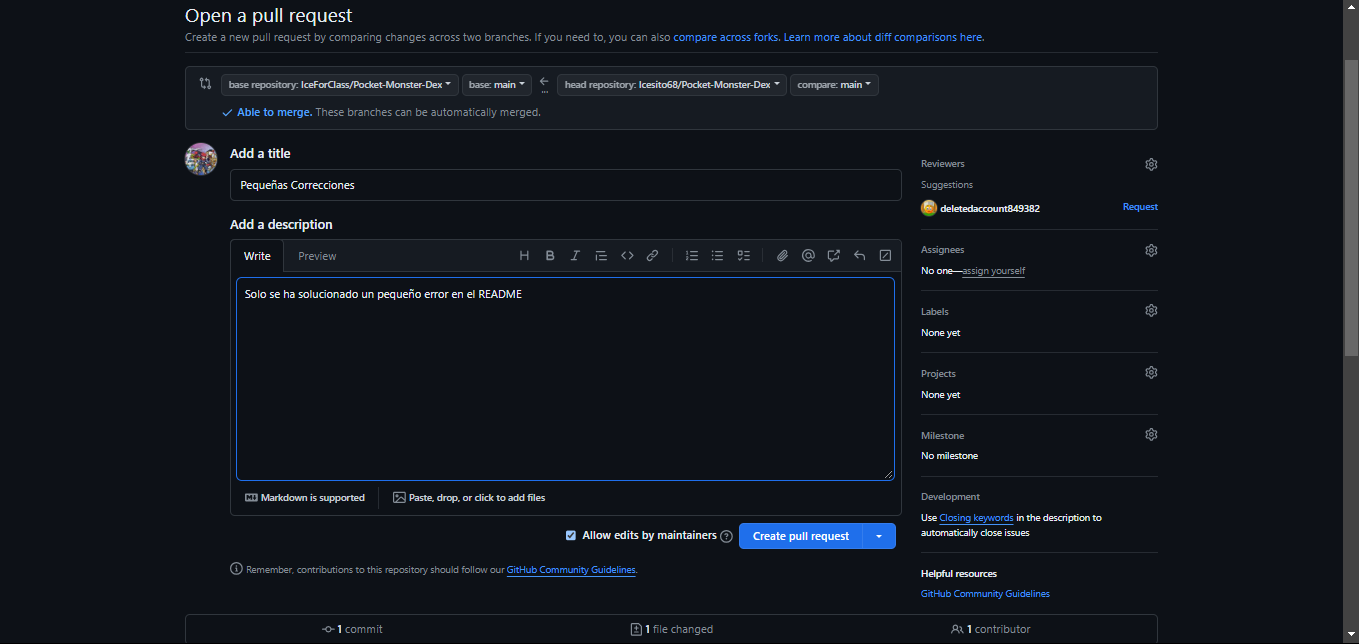 Open a pull request
Create a new pull request by comparing changes across two branches. If you need to, you can also compare across forks. Learn more about diff comparisons here.
base repository: IceForClass/Pocket-Monster-Dex base: main ← ... head repository: Icesito68/Pocket-Monster-Dex compare: main
Able to merge. These branches can be automatically merged.
Add a title
Pequeñas Correcciones
Add a description
Write Preview
Solo se ha solucionado un pequeño error en el README
Markdown is supported Paste, drop, or click to add files
Allow edits by maintainers Create pull request
Remember, contributions to this repository should follow our GitHub Community Guidelines.
Reviewers
Suggestions
deletedaccount849382 Request
Assignees
No one—assign yourself
Labels
None yet
Projects
None yet
Milestone
No milestone
Development
Use Closing keywords in the description to
automatically close issues
Helpful resources
GitHub Community Guidelines
1 commit 1 file changed 1 contributor